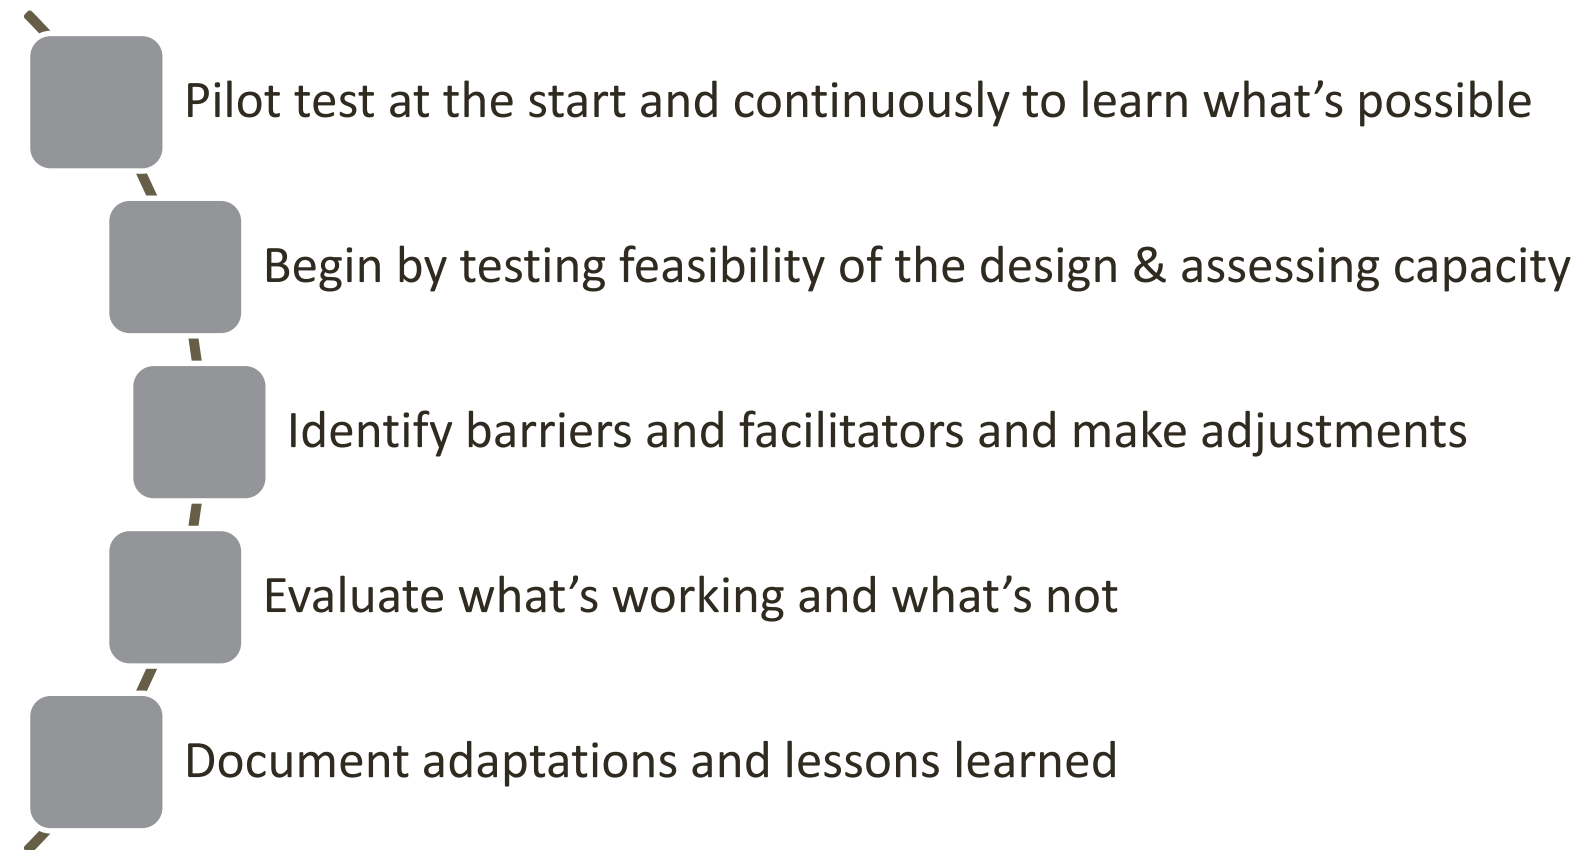 Pilot test at the start and continuously to learn what’s possible
Begin by testing feasibility of the design & assessing capacity
Identify barriers and facilitators and make adjustments
Evaluate what’s working and what’s not
Document adaptations and lessons learned